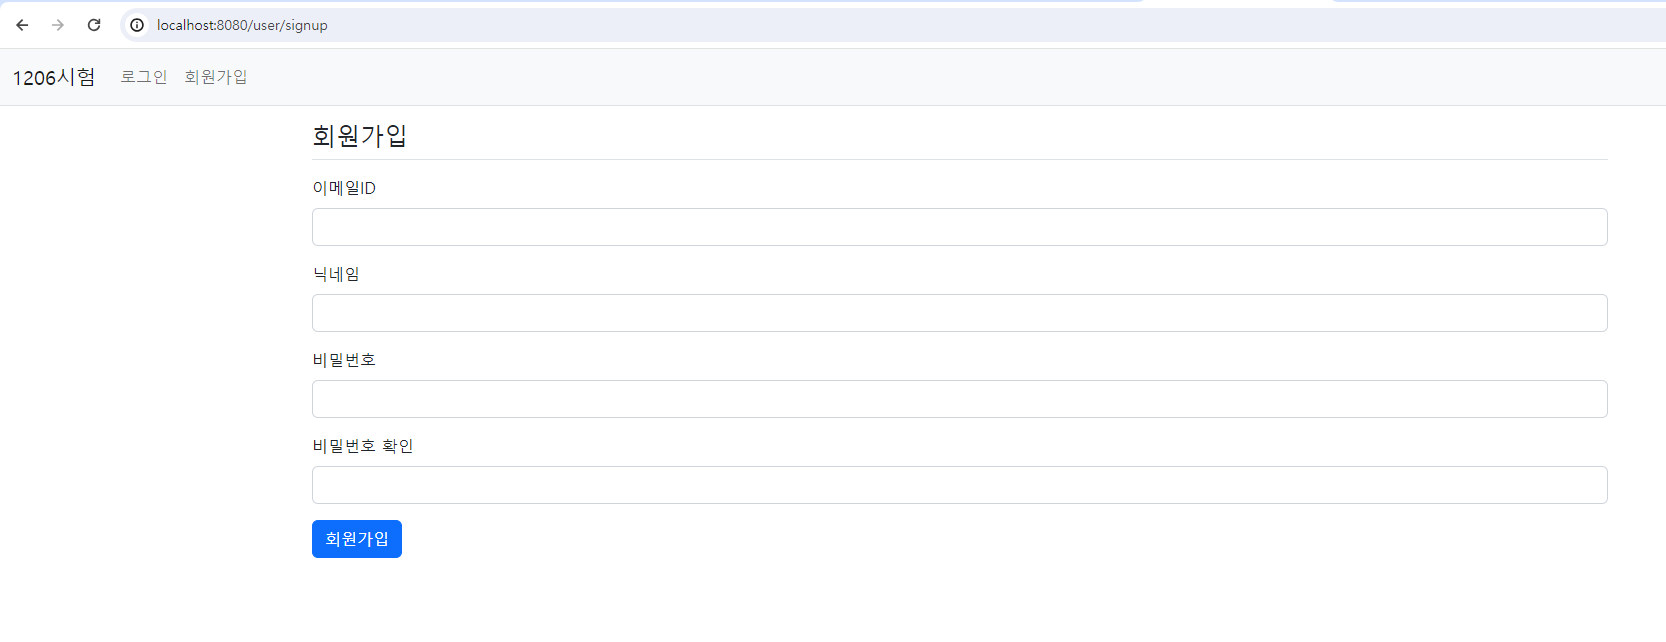 localhost:8080/user/signup
1206시험 로그인 회원가입
회원가입
이메일ID
닉네임
비밀번호
비밀번호 확인
회원가입